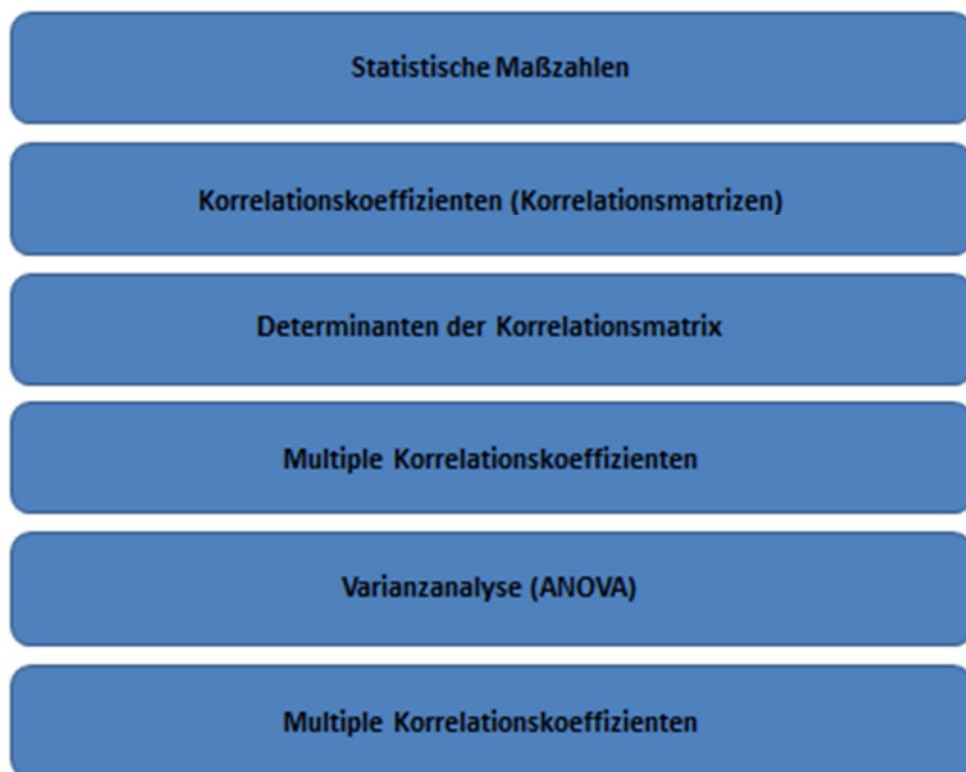 Statistische Maßzahlen
Korrelationskoeffizienten (Korrelationsmatrizen)
Determinanten der Korrelationsmatrix
Multiple Korrelationskoeffizienten
Varianzanalyse (ANOVA)
Multiple Korrelationskoeffizienten